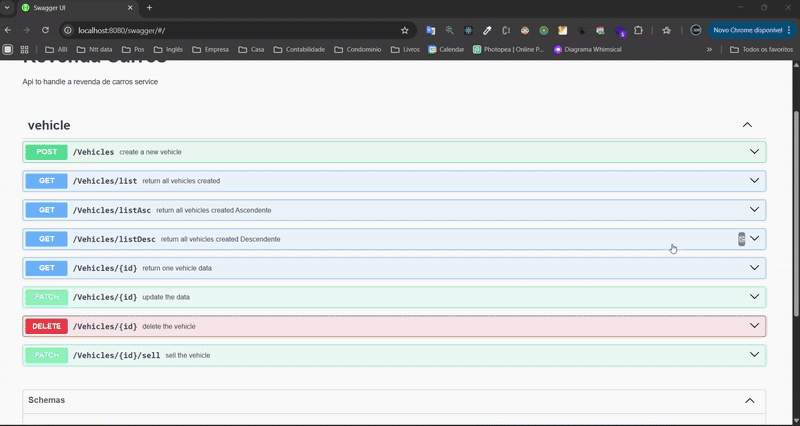 Swagger UI
localhost:8080/swagger/#/
Novo Chrome disponível
ABI Ntt data Pos Inglês Empresa Casa Contabilidade Condominio Livros Calendar Photopea | Online P... Diagrama Whimsical » Todos os favoritos
Revenda Carros
Api to handle a revenda de carros service
vehicle
POST /Vehicles create a new vehicle
GET /Vehicles/list return all vehicles created
GET /Vehicles/listAsc return all vehicles created Ascendente
GET /Vehicles/listDesc return all vehicles created Descendente
GET /Vehicles/{id} return one vehicle data
PATCH /Vehicles/{id} update the data
DELETE /Vehicles/{id} delete the vehicle
PATCH /Vehicles/{id}/sell sell the vehicle
Schemas